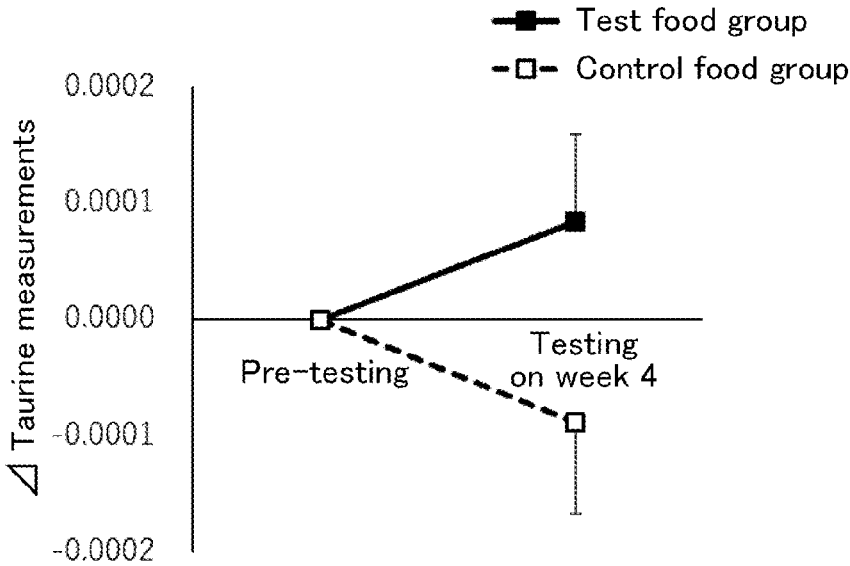 Test food group
Control food group
0.0002
0.0001
0.0000
-0.0001
-0.0002
⊿ Taurine measurements
Pre-testing
Testing
on week 4